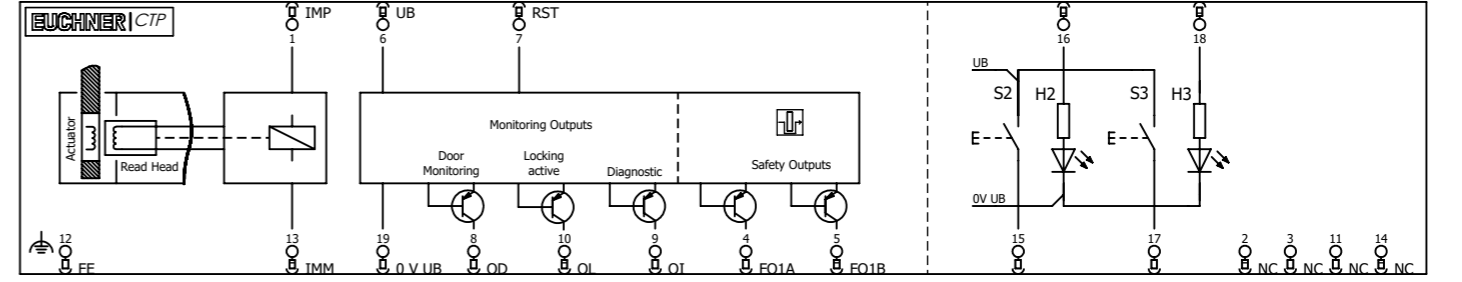 EUCHNER CTP
IMP UB RST
1 6 7 16 18
UB
S2 H2 S3 H3
Monitoring Outputs
Actuator
Read Head
Door
Monitoring
Locking
active
Diagnostic
Safety Outputs
E E
0V UB
12 13 19 8 10 9 4 5 15 17 2 3 11 14
FE IMM 0 V UB OD OL OI FO1A FO1B NC NC NC NC